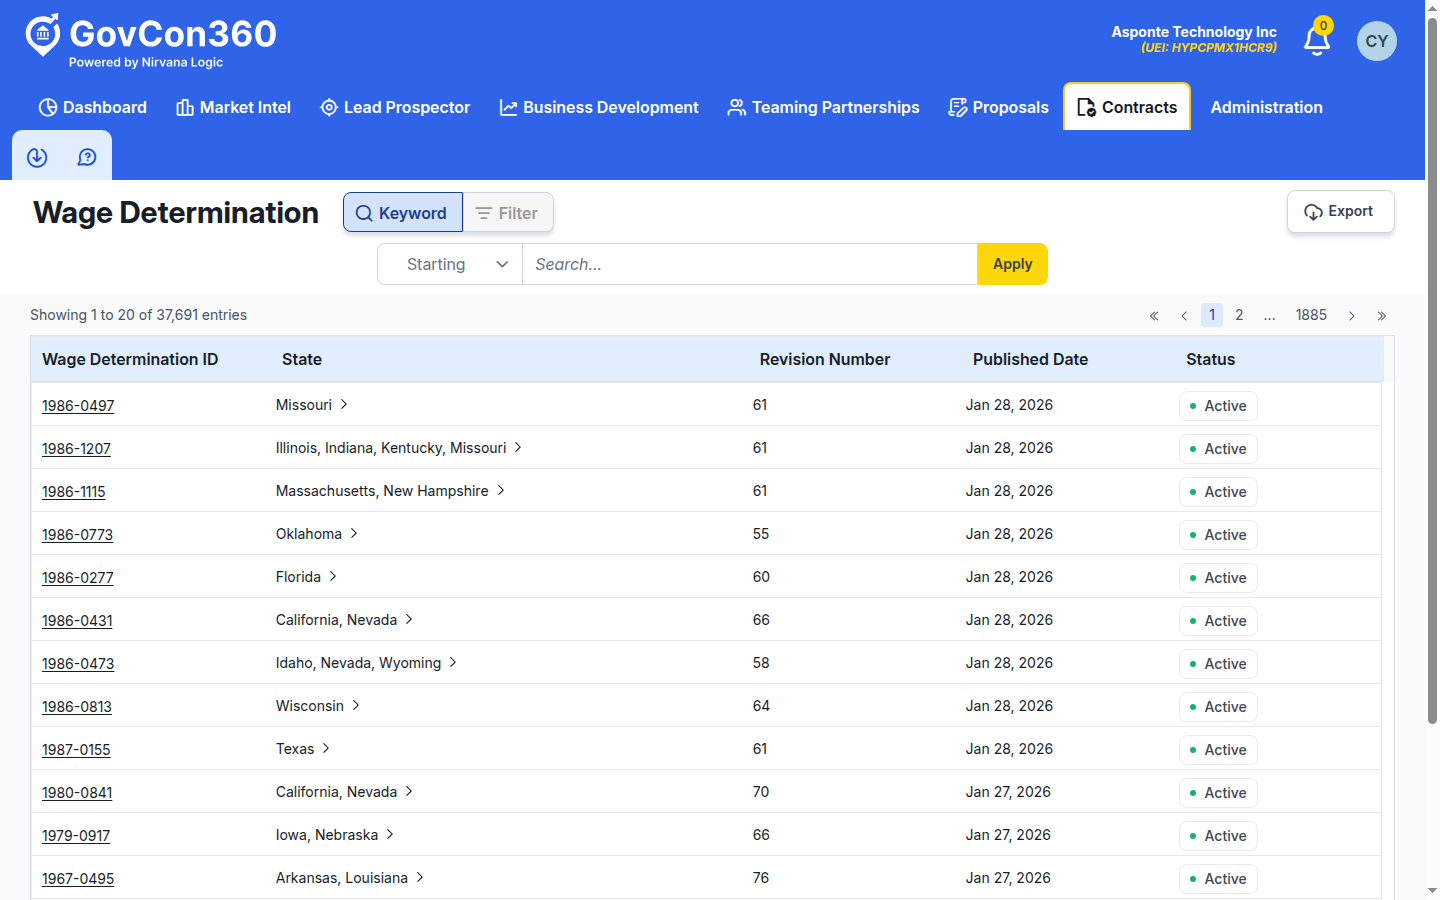 GovCon360
Powered by Nirvana Logic
Asponte Technology Inc
(UEI: HYPCPMX1HCR9)
0
CY
Dashboard
Market Intel
Lead Prospector
Business Development
Teaming Partnerships
Proposals
Contracts
Administration
Wage Determination
Keyword
Filter
Export
Starting
Search...
Apply
Showing 1 to 20 of 37,691 entries
« ‹ 1 2 ... 1885 › »
Wage Determination ID State Revision Number Published Date Status
1986-0497 Missouri 61 Jan 28, 2026 Active
1986-1207 Illinois, Indiana, Kentucky, Missouri 61 Jan 28, 2026 Active
1986-1115 Massachusetts, New Hampshire 61 Jan 28, 2026 Active
1986-0773 Oklahoma 55 Jan 28, 2026 Active
1986-0277 Florida 60 Jan 28, 2026 Active
1986-0431 California, Nevada 66 Jan 28, 2026 Active
1986-0473 Idaho, Nevada, Wyoming 58 Jan 28, 2026 Active
1986-0813 Wisconsin 64 Jan 28, 2026 Active
1987-0155 Texas 61 Jan 28, 2026 Active
1980-0841 California, Nevada 70 Jan 27, 2026 Active
1979-0917 Iowa, Nebraska 66 Jan 27, 2026 Active
1967-0495 Arkansas, Louisiana 76 Jan 27, 2026 Active